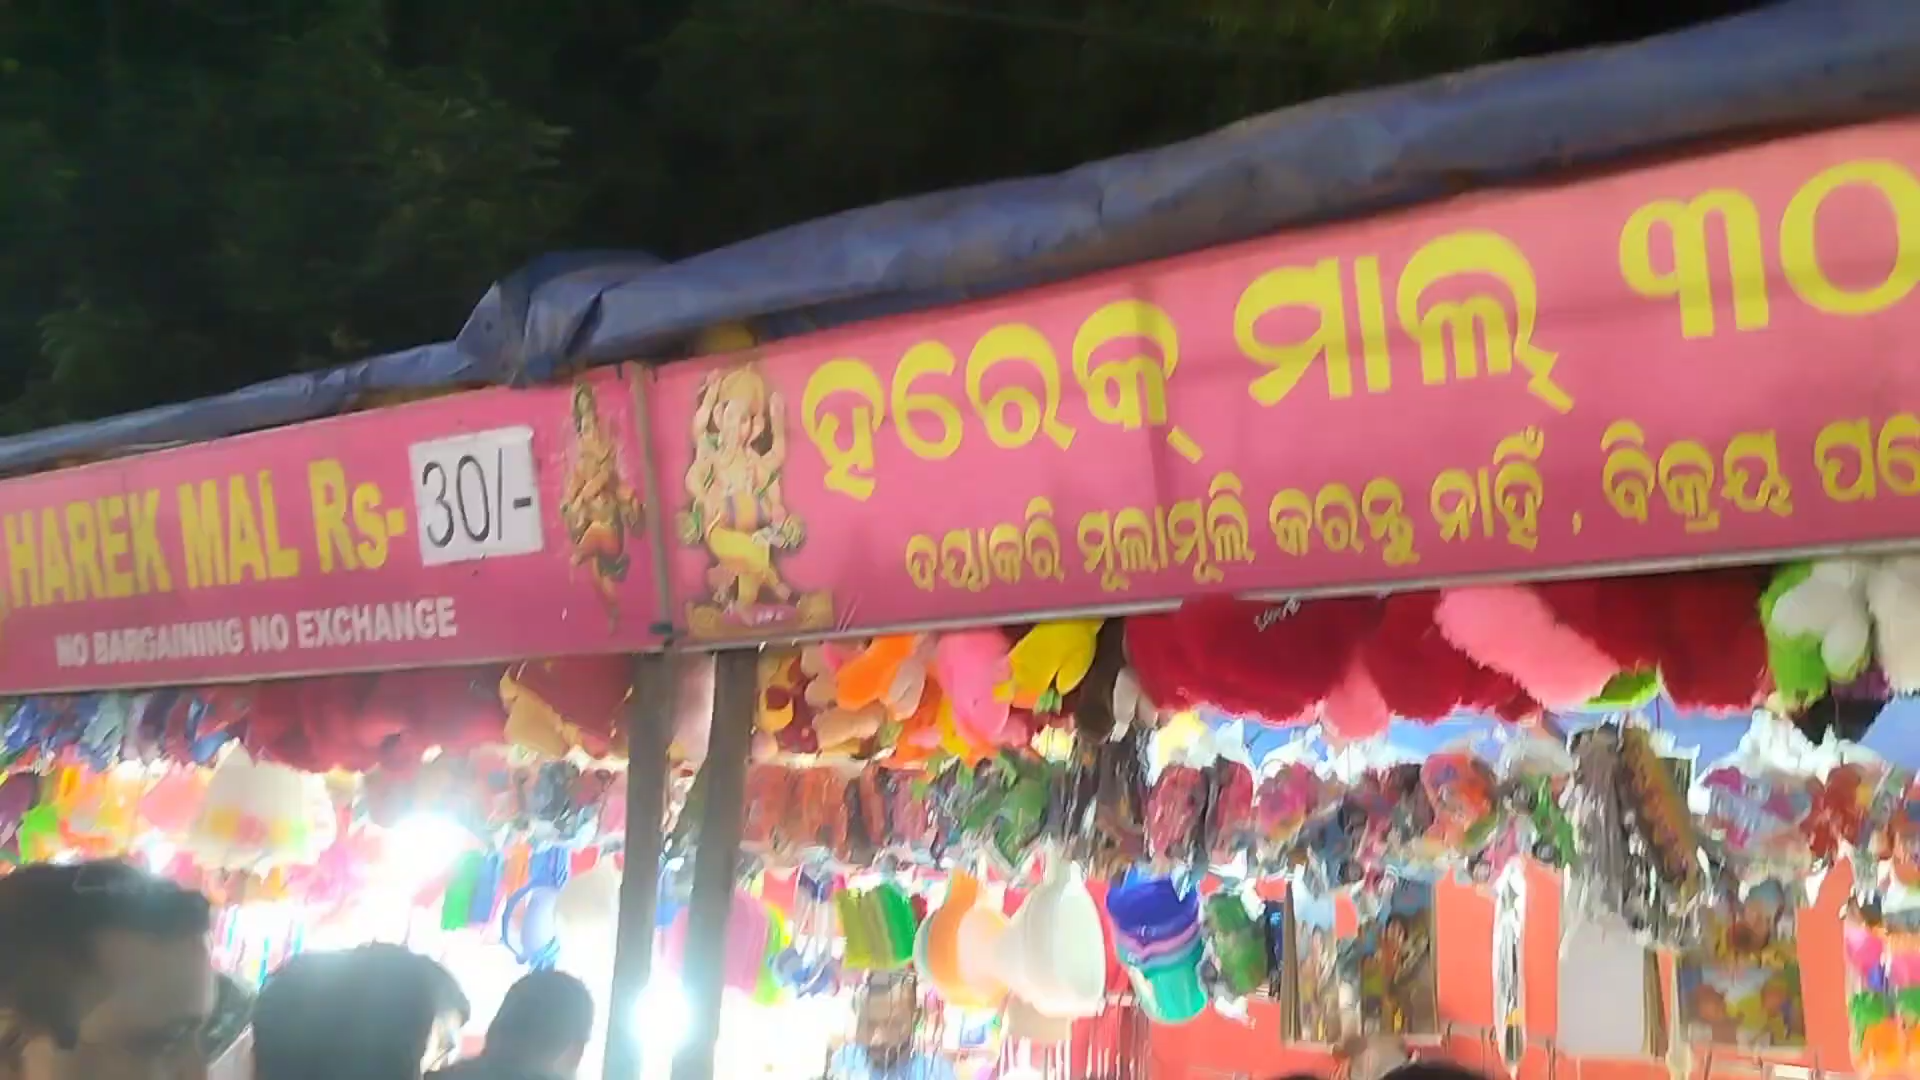 HAREK MAL Rs- 30/-
NO BARGAINING NO EXCHANGE
ହରେକ୍ ମାଲ୍ ୩୦
ଦୟାକରି ମୂଲାମୂଲି କରନ୍ତୁ ନାହିଁ , ବିକ୍ରୟ